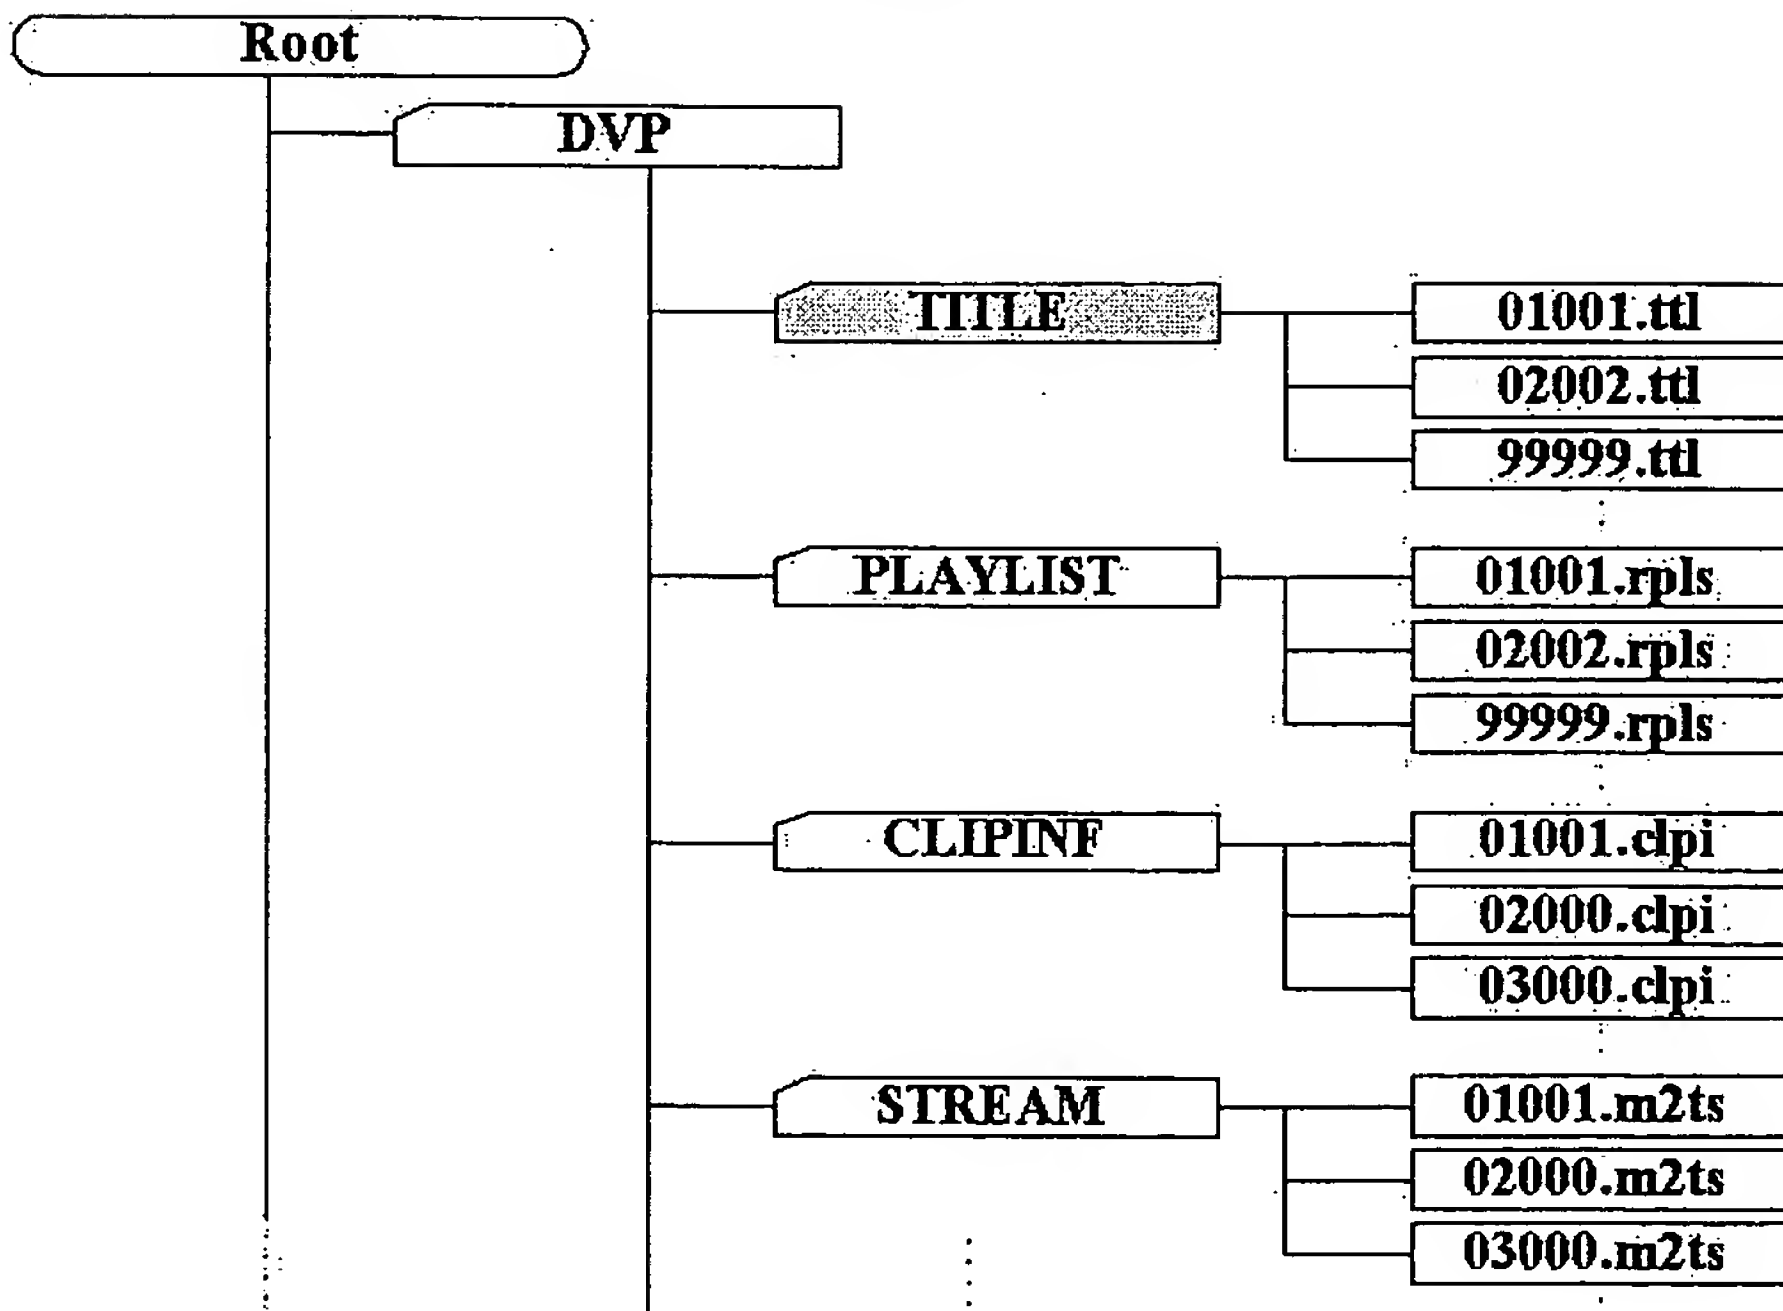 Root
DVP
TITLE
01001.ttl
02002.ttl
99999.ttl
PLAYLIST
01001.rpls
02002.rpls
99999.rpls
CLIPINF
01001.clpi
02000.clpi
03000.clpi
STREAM
01001.m2ts
02000.m2ts
03000.m2ts